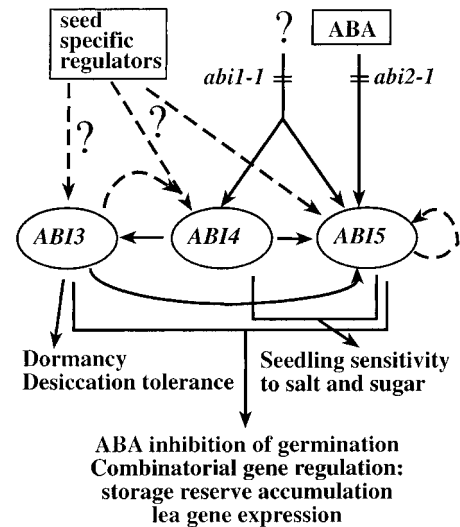 seed
specific
regulators
?
ABA
abi1-1
abi2-1
?
?
ABI3
ABI4
ABI5
Dormancy
Desiccation tolerance
Seedling sensitivity
to salt and sugar
ABA inhibition of germination
Combinatorial gene regulation:
storage reserve accumulation
lea gene expression